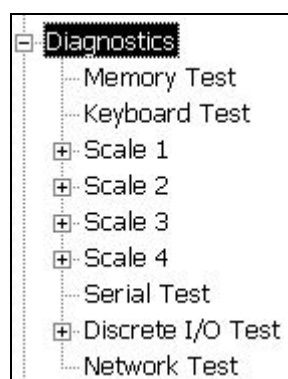 Diagnostics
Memory Test
Keyboard Test
Scale 1
Scale 2
Scale 3
Scale 4
Serial Test
Discrete I/O Test
Network Test